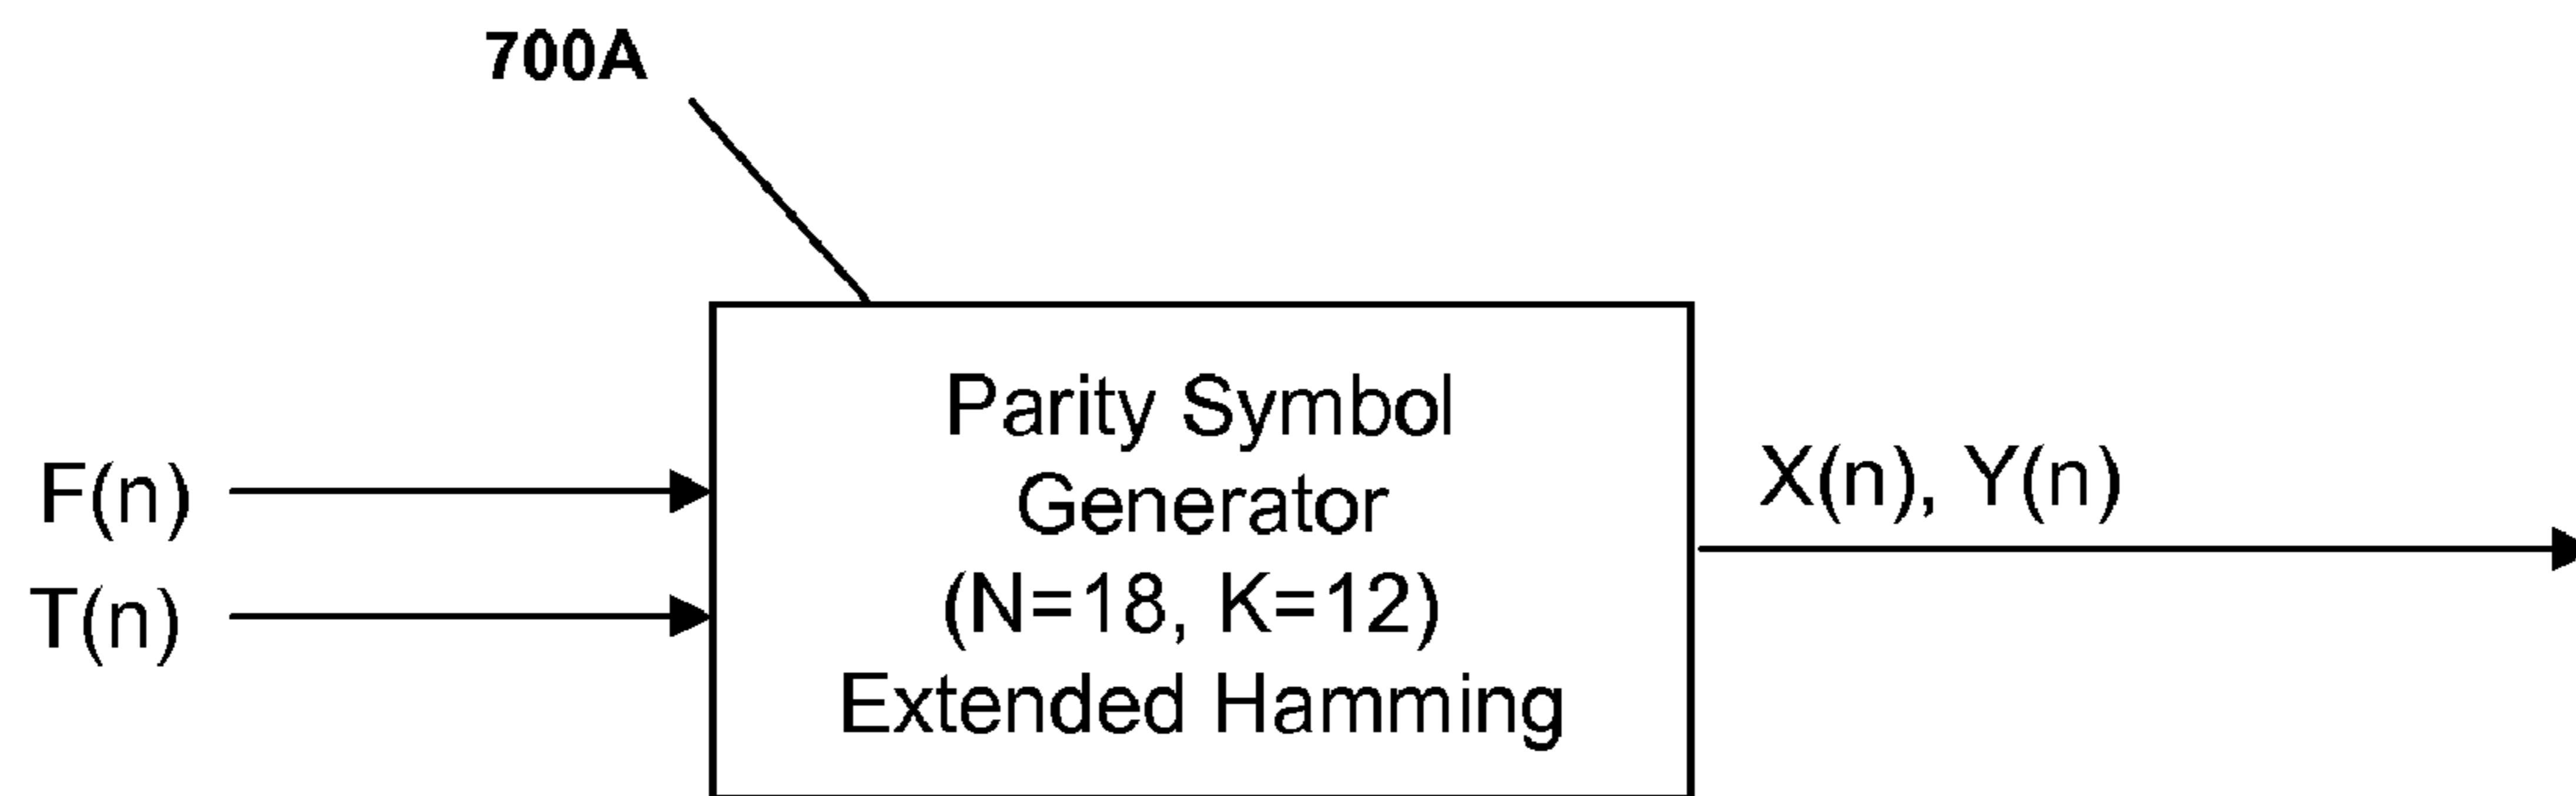 700A
Parity Symbol
Generator
(N=18, K=12)
Extended Hamming
F(n)
T(n)
X(n), Y(n)